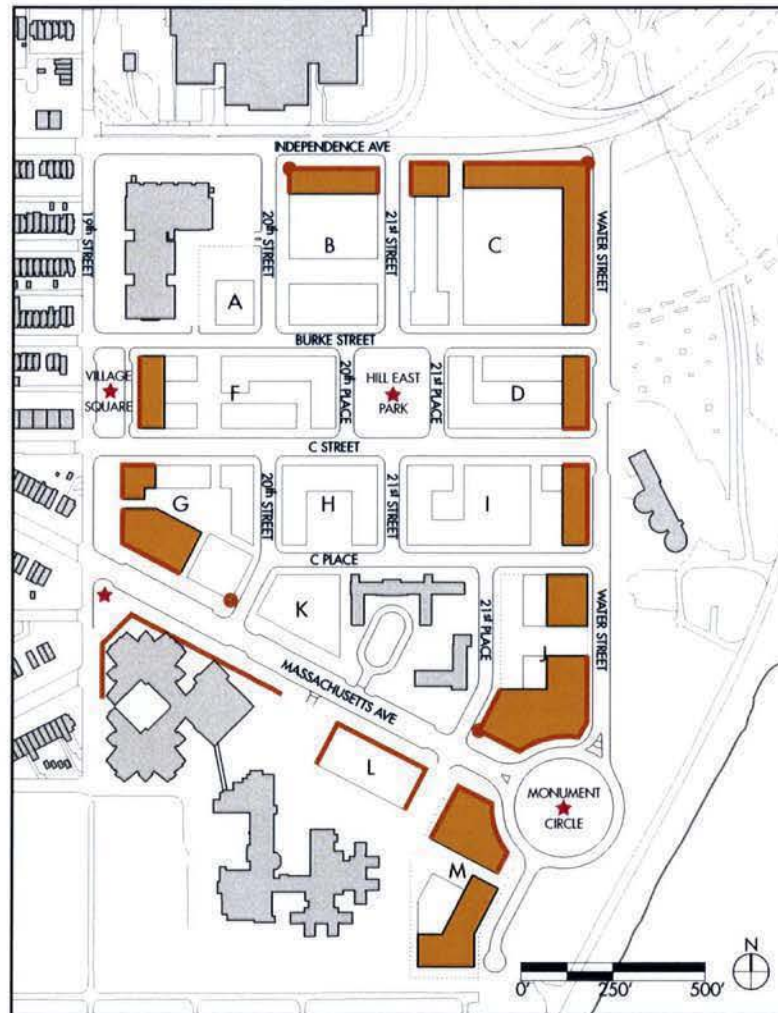 INDEPENDENCE AVE
19th STREET
20th STREET
B
21st STREET
C
WATER STREET
A
BURKE STREET
VILLAGE
SQUARE
F
20th PLACE
HILL EAST
PARK
21st PLACE
D
C STREET
G
20th STREET
H
21st STREET
I
C PLACE
K
21st PLACE
J
WATER STREET
MASSACHUSETTS AVE
L
MONUMENT
CIRCLE
M
N
0' 250' 500'